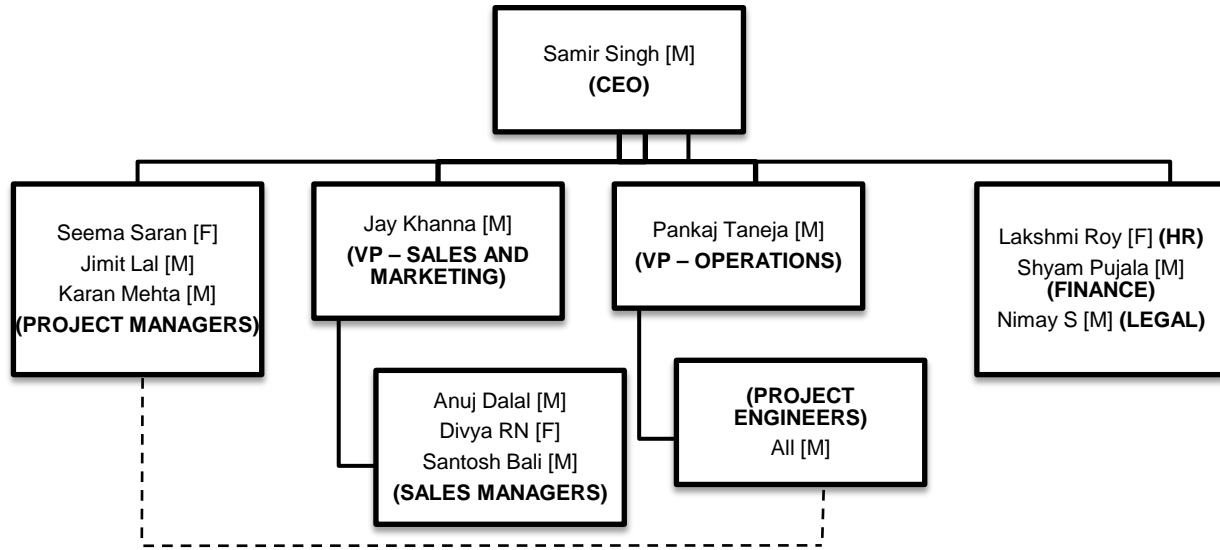 Samir Singh [M]
(CEO)
Seema Saran [F]
Jimit Lal [M]
Karan Mehta [M]
(PROJECT MANAGERS)
Jay Khanna [M]
(VP – SALES AND
MARKETING)
Pankaj Taneja [M]
(VP – OPERATIONS)
Lakshmi Roy [F] (HR)
Shyam Pujala [M]
(FINANCE)
Nimay S [M] (LEGAL)
Anuj Dalal [M]
Divya RN [F]
Santosh Bali [M]
(SALES MANAGERS)
(PROJECT
ENGINEERS)
All [M]